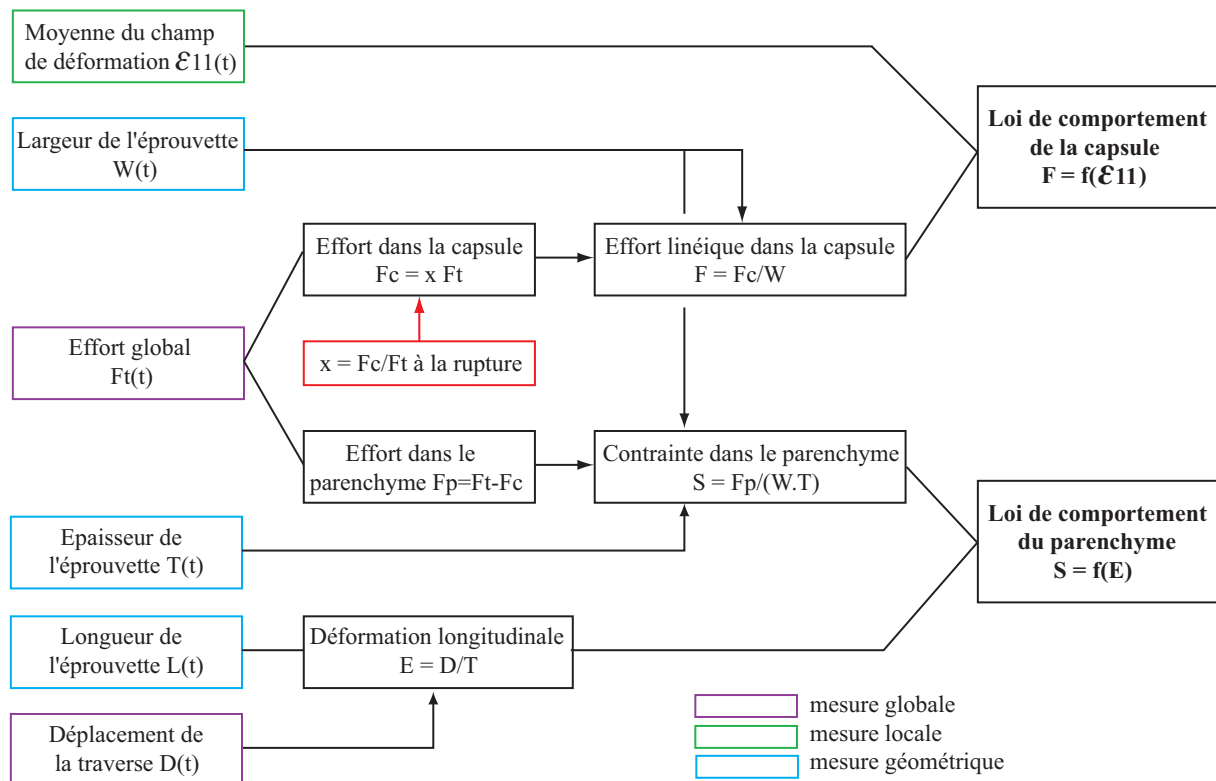 Moyenne du champ
de déformation ℰ11(t)
Largeur de l'éprouvette
W(t)
Loi de comportement
de la capsule
F = f(ℰ11)
Effort dans la capsule
Fc = x Ft
Effort linéique dans la capsule
F = Fc/W
Effort global
Ft(t)
x = Fc/Ft à la rupture
Effort dans le
parenchyme Fp=Ft-Fc
Contrainte dans le parenchyme
S = Fp/(W.T)
Epaisseur de
l'éprouvette T(t)
Loi de comportement
du parenchyme
S = f(E)
Longueur de
l'éprouvette L(t)
Déformation longitudinale
E = D/T
Déplacement de
la traverse D(t)
mesure globale
mesure locale
mesure géométrique